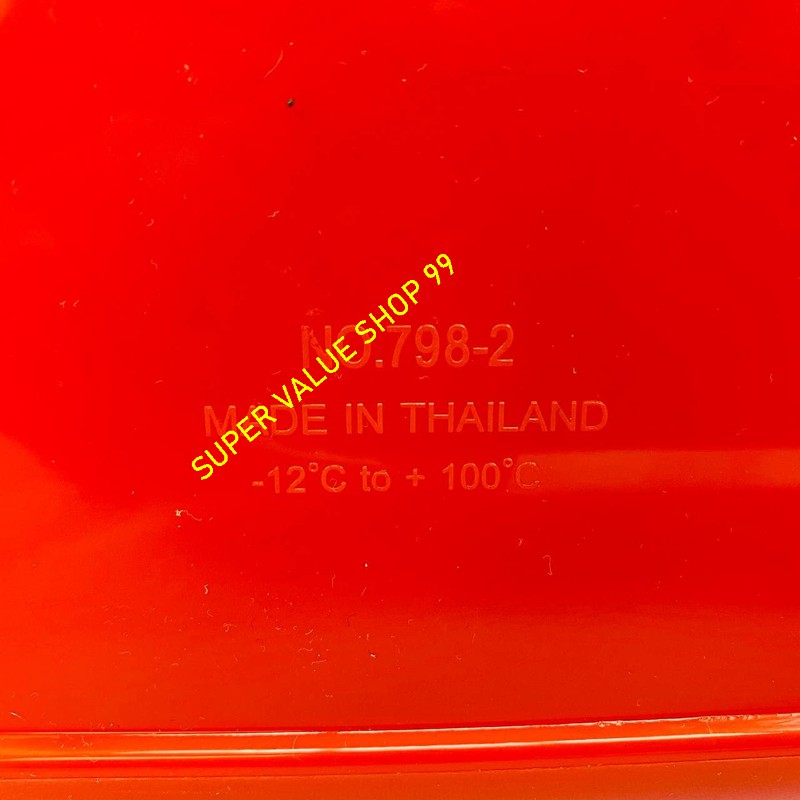 SUPER VALUE SHOP 99
NO.798-2
MADE IN THAILAND
-12°C to + 100°C